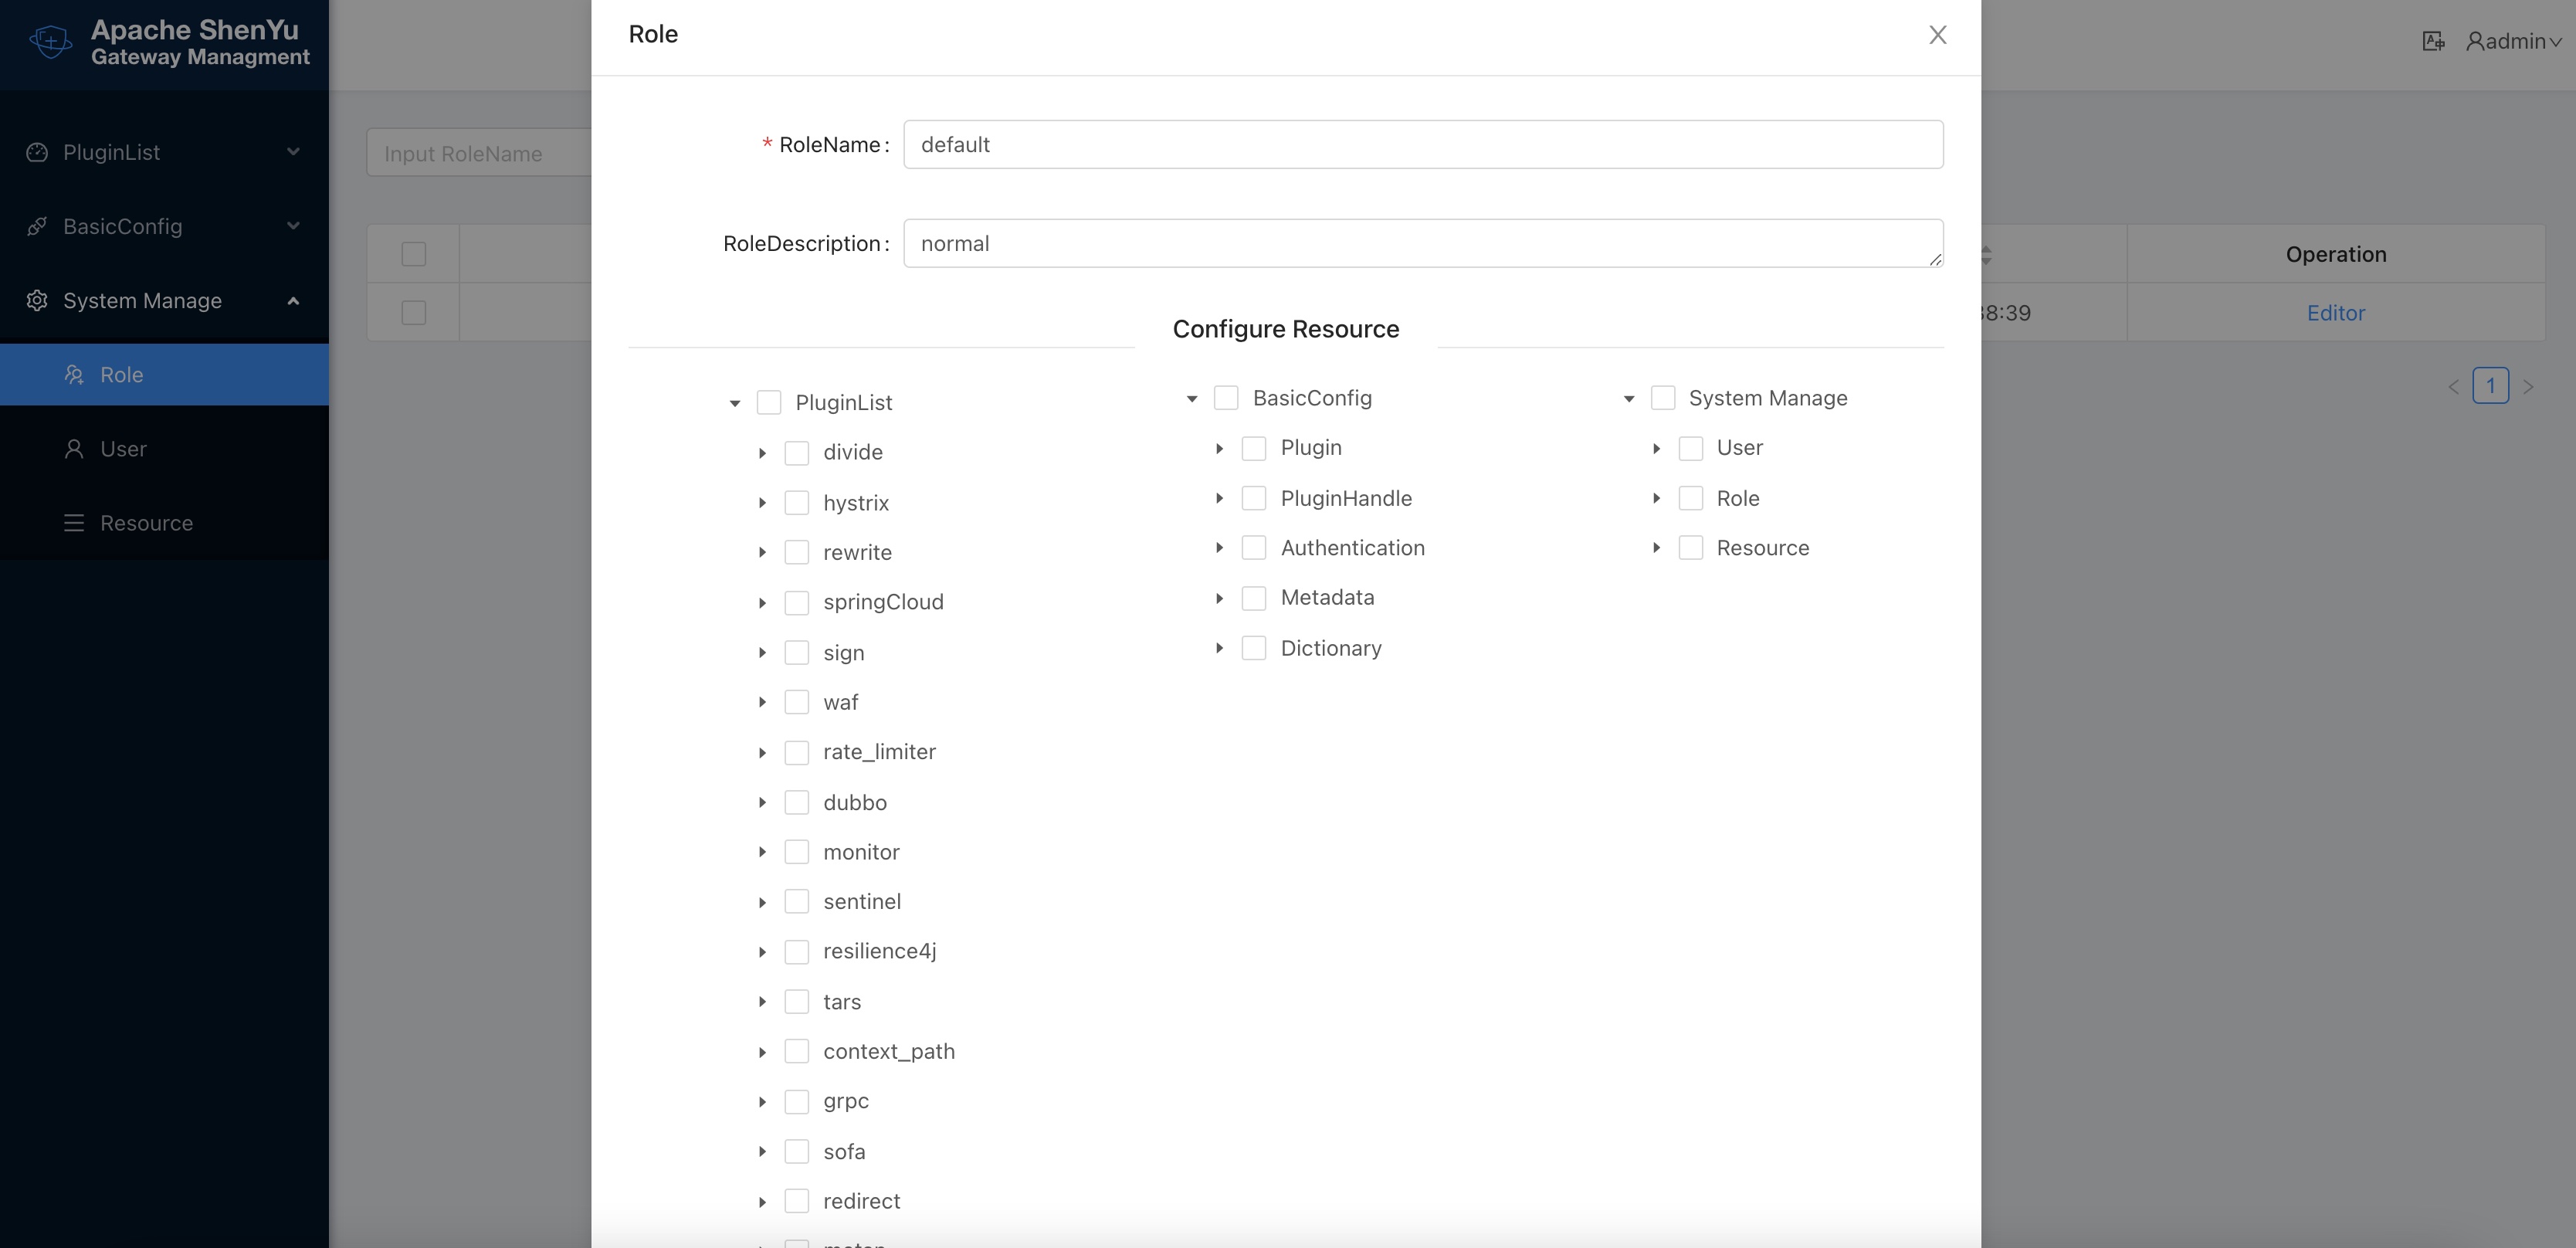 Apache ShenYu
Gateway Managment
PluginList
BasicConfig
System Manage
Role
User
Resource
Input RoleName
admin
Operation
8:39
Editor
1
Role
* RoleName :
default
RoleDescription :
normal
Configure Resource
PluginList
divide
hystrix
rewrite
springCloud
sign
waf
rate_limiter
dubbo
monitor
sentinel
resilience4j
tars
context_path
grpc
sofa
redirect
BasicConfig
Plugin
PluginHandle
Authentication
Metadata
Dictionary
System Manage
User
Role
Resource